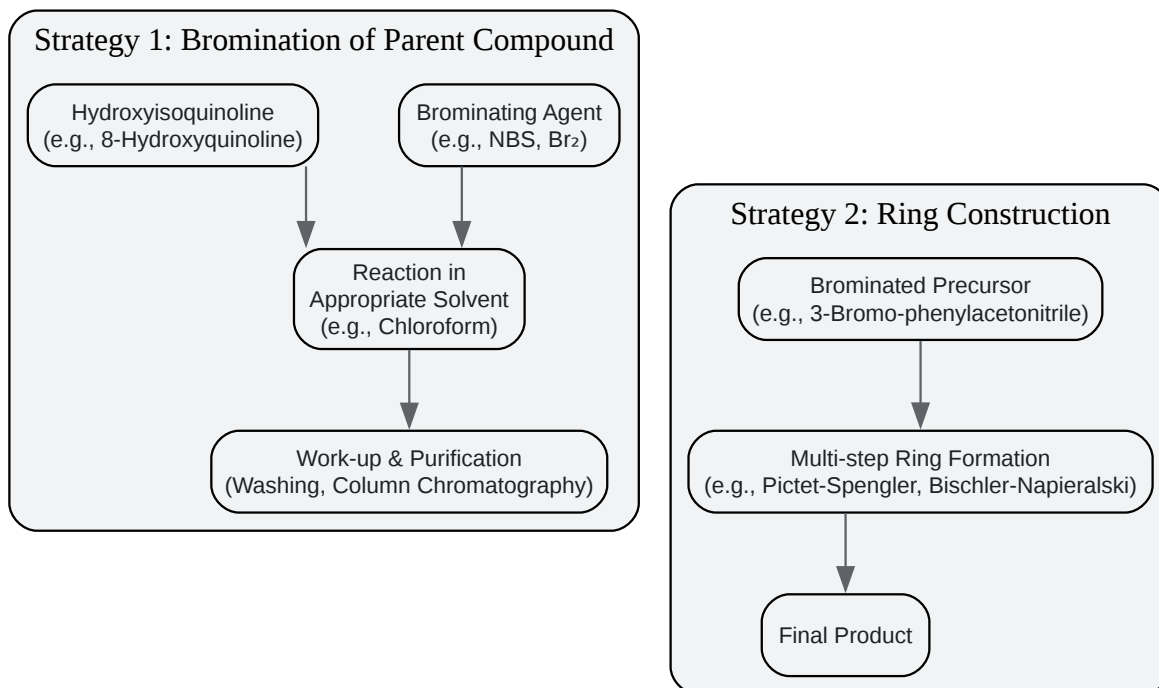 Strategy 1: Bromination of Parent Compound
Hydroxyisoquinoline
(e.g., 8-Hydroxyquinoline)
Brominating Agent
(e.g., NBS, Br₂)
Reaction in
Appropriate Solvent
(e.g., Chloroform)
Work-up & Purification
(Washing, Column Chromatography)
Strategy 2: Ring Construction
Brominated Precursor
(e.g., 3-Bromo-phenylacetonitrile)
Multi-step Ring Formation
(e.g., Pictet-Spengler, Bischler-Napieralski)
Final Product